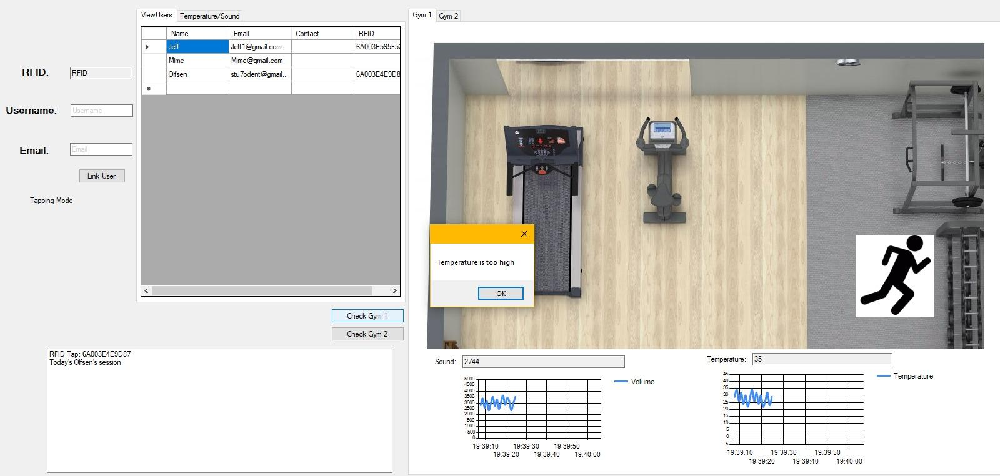 RFID:
RFID
Username:
Username
Email:
Email
Link User
Tapping Mode
ViewUsers Temperature/Sound
Name Email Contact RFID
Jeff Jeff1@gmail.com 6A003E595F52
Mime Mime@gmail.com
Olfsen stu7odent@gmail... 6A003E4E9D8
Check Gym 1
Check Gym 2
RFID Tap: 6A003E4E9D87
Today's Olfsen's session
Gym 1 Gym 2
Temperature is too high
OK
Sound: 2744
5000
4500
4000
3500
3000
2500
2000
1500
1000
500
0
19:39:10 19:39:30 19:39:50
19:39:20 19:39:40 19:40:00
Volume
Temperature: 35
45
40
35
30
25
20
15
10
5
0
-5
19:39:10 19:39:30 19:39:50
19:39:20 19:39:40 19:40:00
Temperature